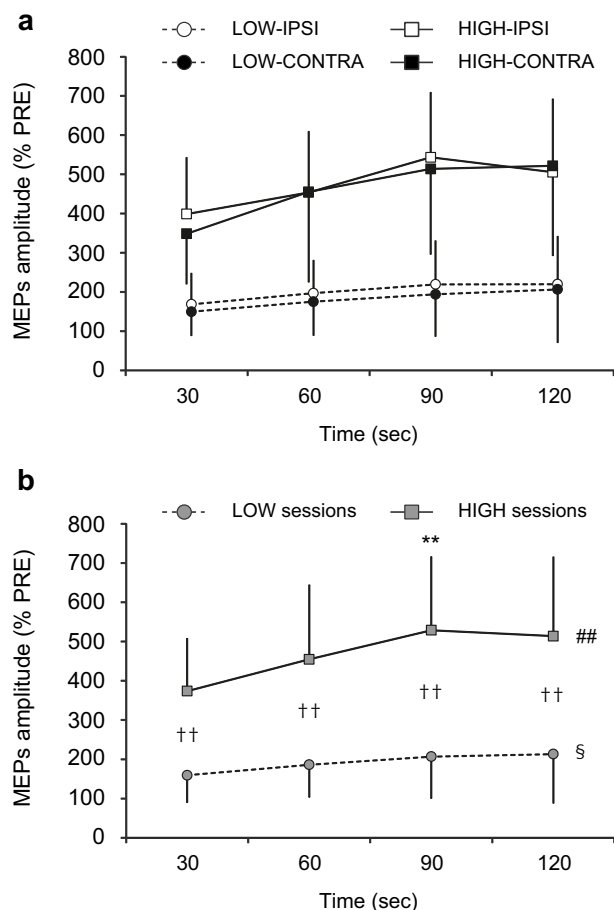 a
LOW-IPSI HIGH-IPSI
LOW-CONTRA HIGH-CONTRA
MEPs amplitude (% PRE)
800
700
600
500
400
300
200
100
0
30 60 90 120
Time (sec)
b
LOW sessions HIGH sessions
MEPs amplitude (% PRE)
800
700
600
500
400
300
200
100
0
**
##
†† †† †† ††
§
30 60 90 120
Time (sec)